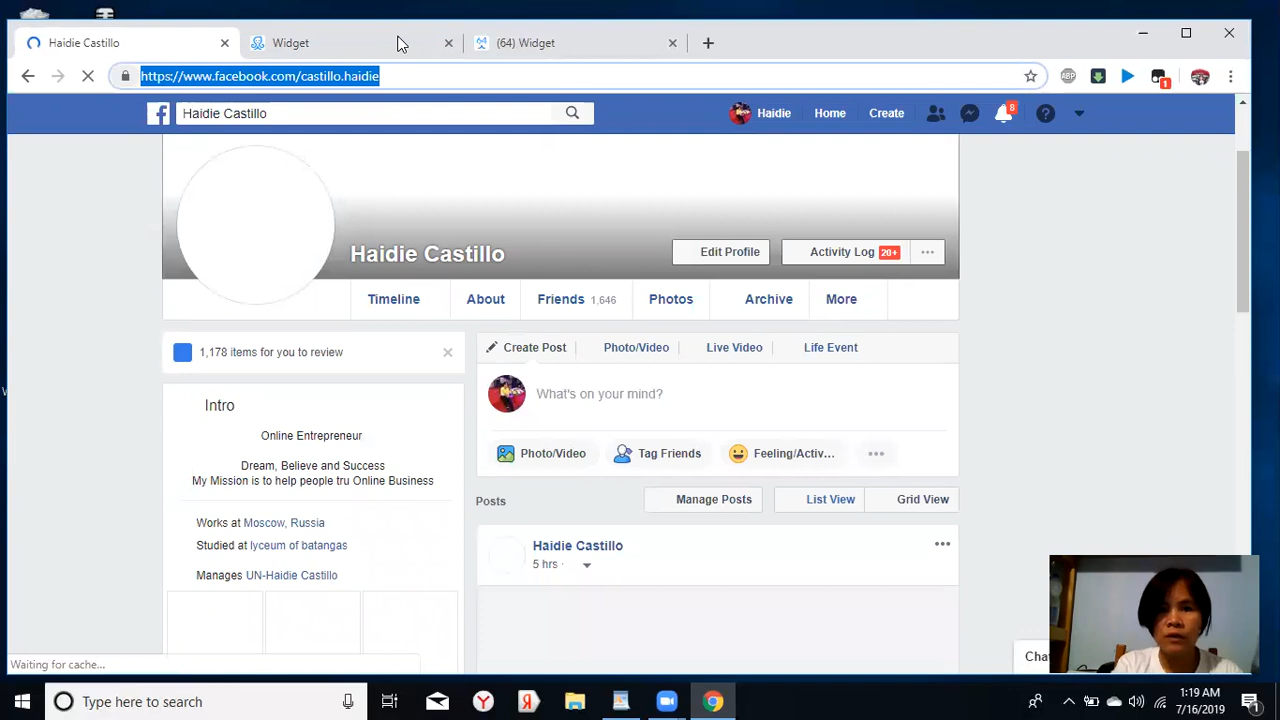 Haidie Castillo
Widget
(64) Widget
https://www.facebook.com/castillo.haidie
ABP
1
Haidie Castillo
Haidie
Home
Create
8
Haidie Castillo
Edit Profile
Activity Log 20+
Timeline
About
Friends 1,646
Photos
Archive
More
1,178 items for you to review
Create Post
Photo/Video
Live Video
Life Event
What's on your mind?
Intro
Online Entrepreneur
Dream, Believe and Success
My Mission is to help people tru Online Business
Photo/Video
Tag Friends
Feeling/Activ...
Works at Moscow, Russia
Studied at lyceum of batangas
Manages UN-Haidie Castillo
Posts
Manage Posts
List View
Grid View
Haidie Castillo
5 hrs ·
Waiting for cache...
Type here to search
1:19 AM
7/16/2019
1